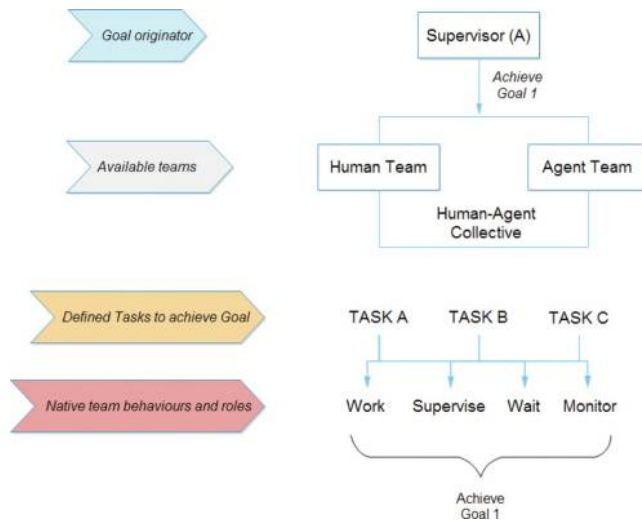 Goal originator
Supervisor (A)
Achieve
Goal 1
Available teams
Human Team
Agent Team
Human-Agent
Collective
Defined Tasks to achieve Goal
TASK A
TASK B
TASK C
Native team behaviours and roles
Work
Supervise
Wait
Monitor
Achieve
Goal 1